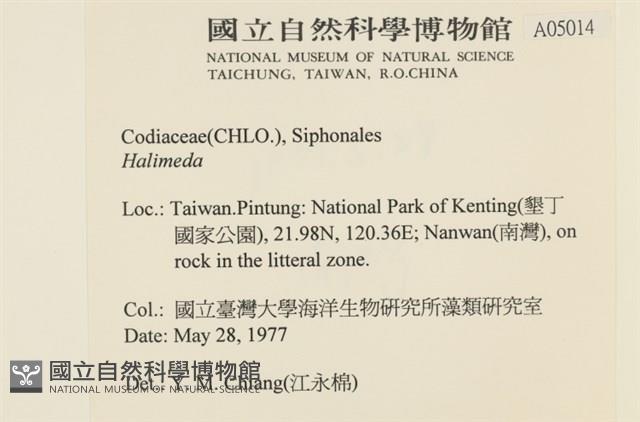 國立自然科學博物館 A05014
NATIONAL MUSEUM OF NATURAL SCIENCE
TAICHUNG, TAIWAN, R.O.CHINA
Codiaceae(CHLO.), Siphonales
Halimeda
Loc.: Taiwan.Pintung: National Park of Kenting(墾丁
國家公園), 21.98N, 120.36E; Nanwan(南灣), on
rock in the litteral zone.
Col.: 國立臺灣大學海洋生物研究所藻類研究室
Date: May 28, 1977
Det.: Y. M. Chiang(江永棉)
國立自然科學博物館
NATIONAL MUSEUM OF NATURAL SCIENCE